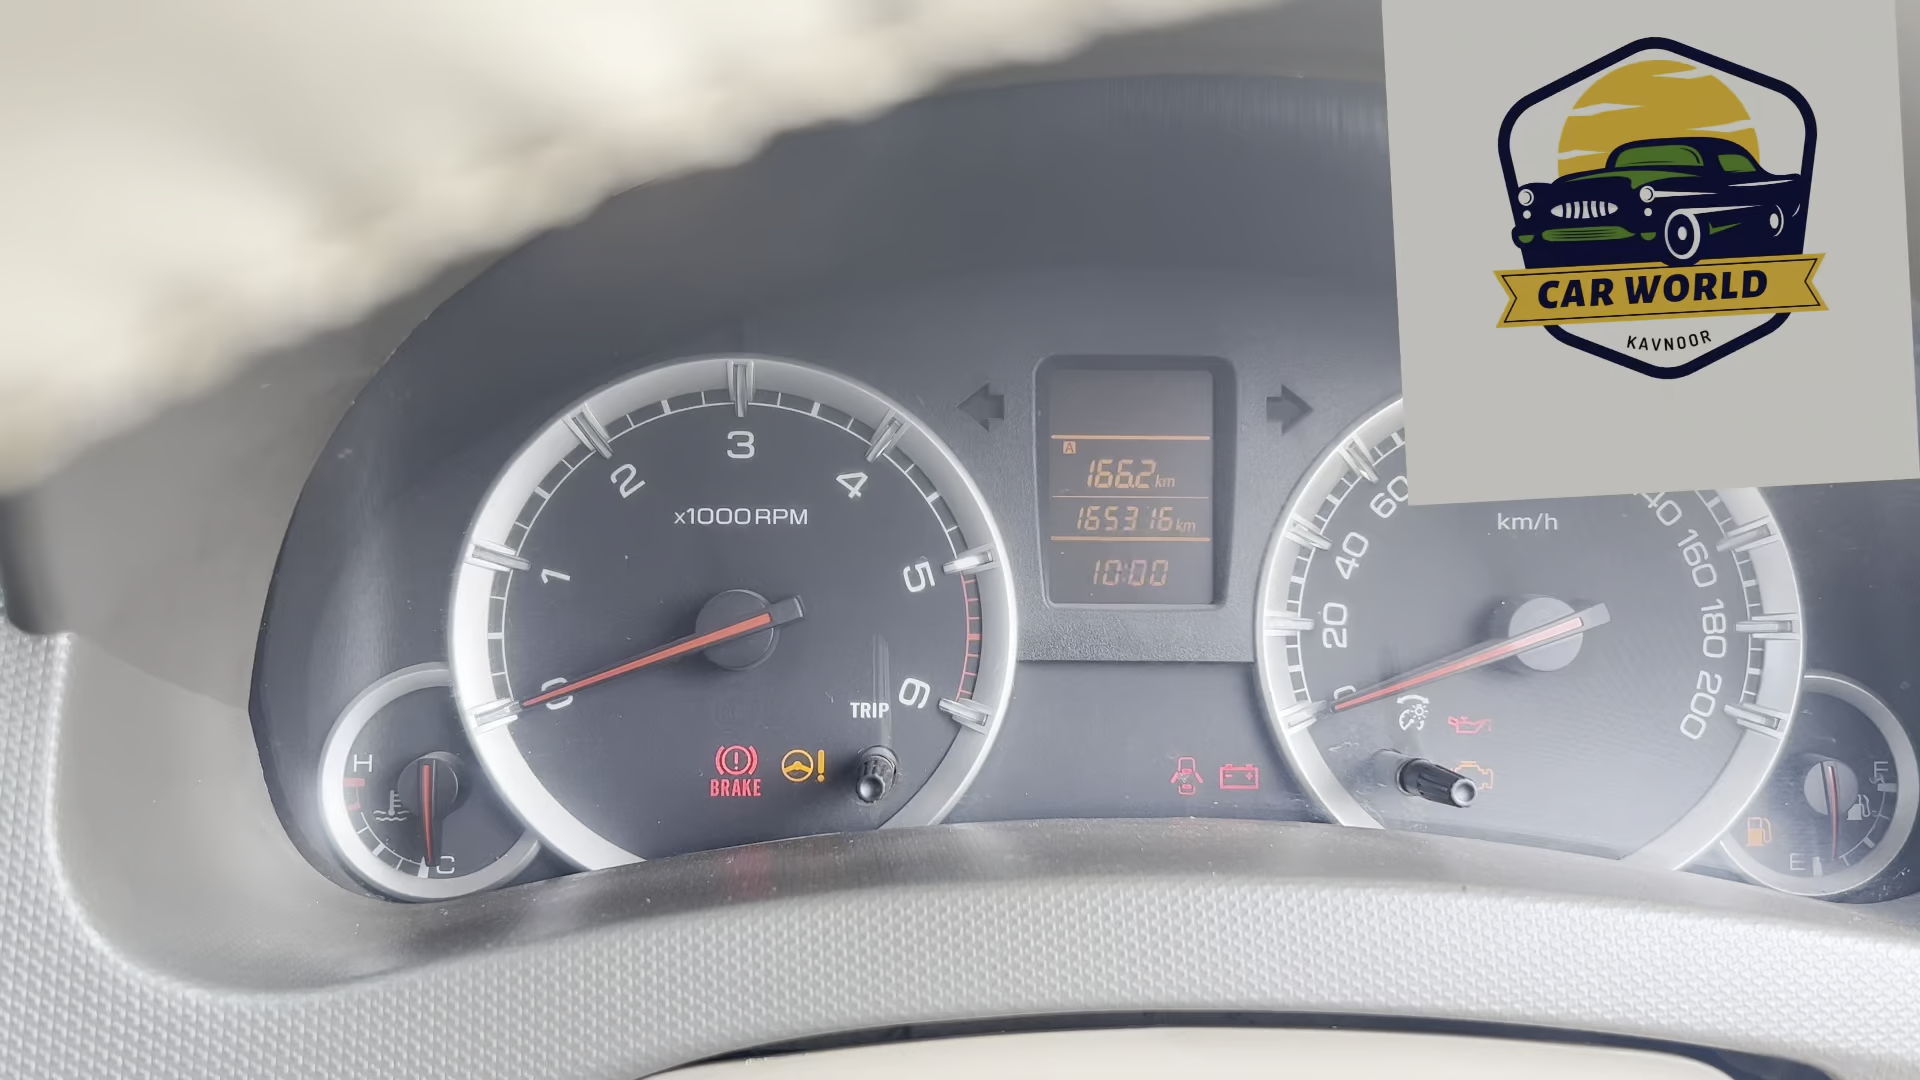 CAR WORLD
KAVNOOR
0 1 2 3 4 5 6
x1000 RPM
TRIP
BRAKE
H
C
A
166.2 km
165316 km
10:00
20 40 60
160 180 200
km/h
F
E